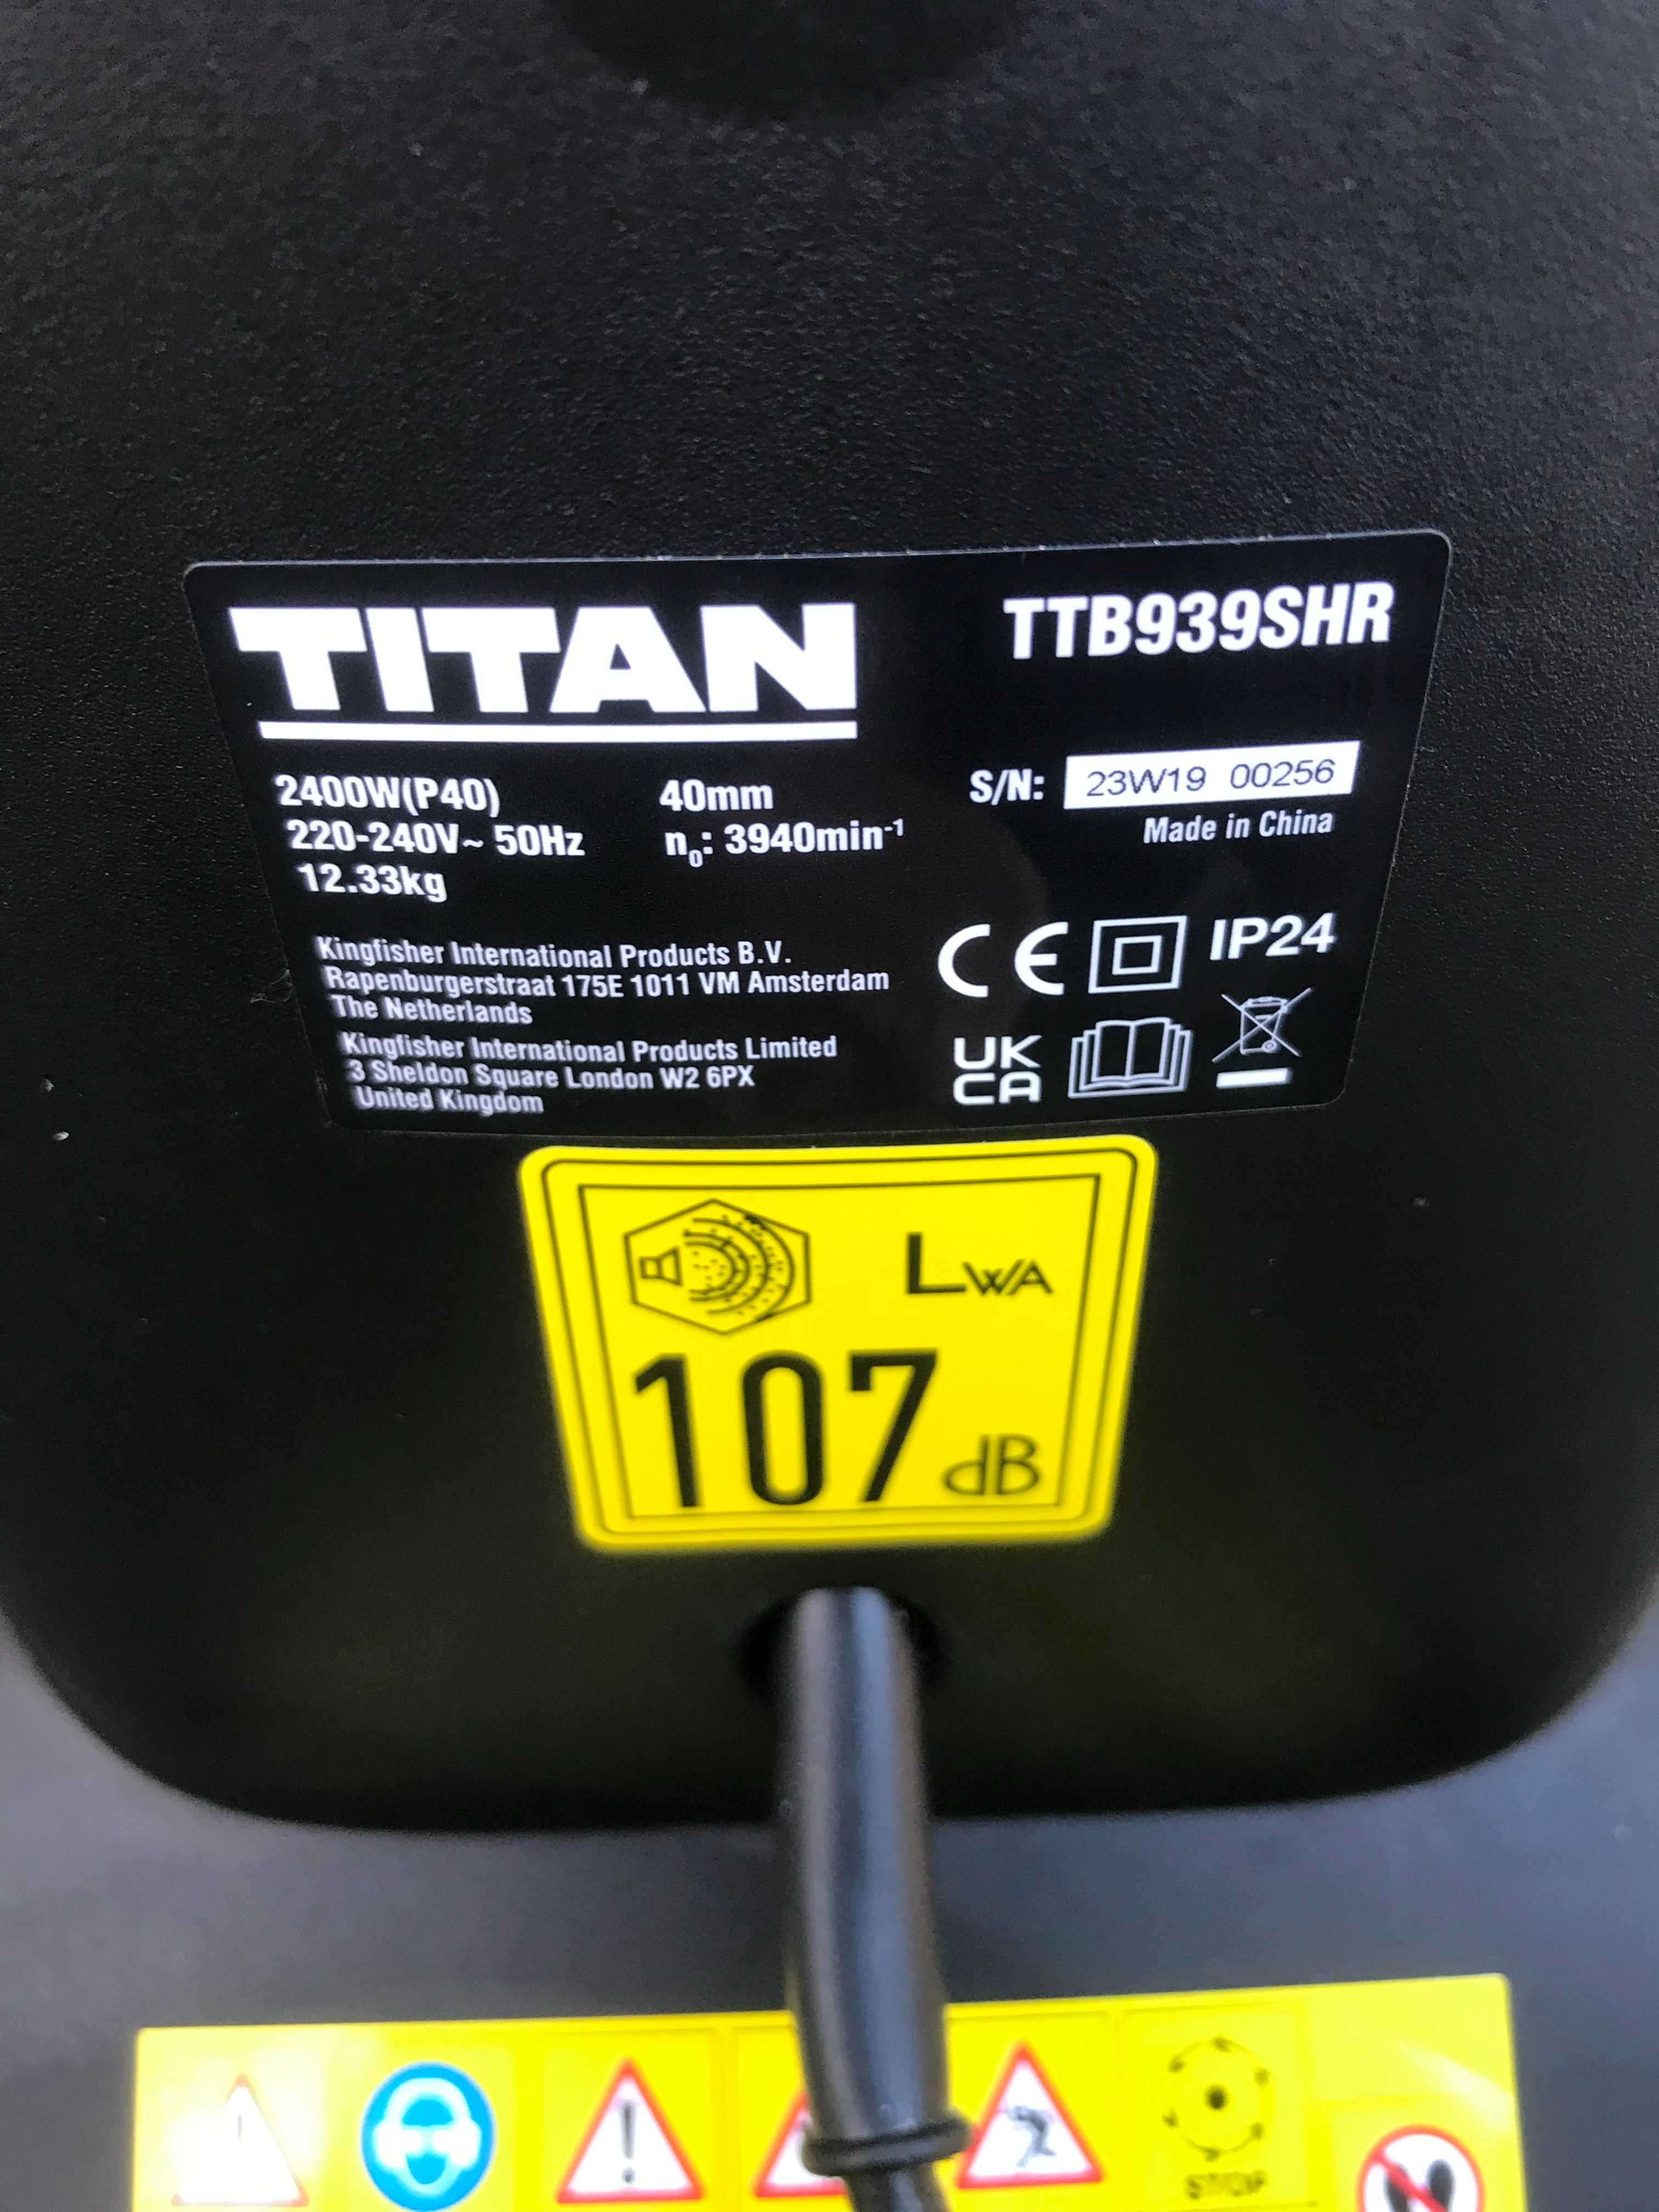 TITAN
TTB939SHR
2400W(P40)
220-240V~ 50Hz
12.33kg
40mm
n₀: 3940min⁻¹
S/N: 23W19 00256
Made in China
Kingfisher International Products B.V.
Rapenburgerstraat 175E 1011 VM Amsterdam
The Netherlands
Kingfisher International Products Limited
3 Sheldon Square London W2 6PX
United Kingdom
CE
IP24
UK
CA
LWA
107 dB
STOP